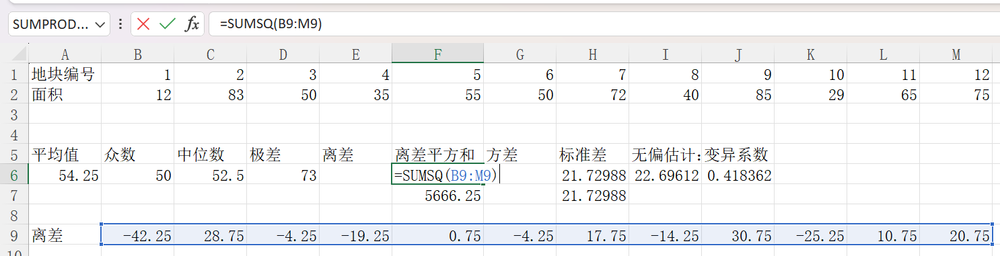 SUMPROD... fx =SUMSQ(B9:M9)
A B C D E F G H I J K L M
1 地块编号 1 2 3 4 5 6 7 8 9 10 11 12
2 面积 12 83 50 35 55 50 72 40 85 29 65 75
3
4
5 平均值 众数 中位数 极差 离差 离差平方和 方差 标准差 无偏估计: 变异系数
6 54.25 50 52.5 73 =SUMSQ(B9:M9) 21.72988 22.69612 0.418362
7 5666.25 21.72988
8
9 离差 -42.25 28.75 -4.25 -19.25 0.75 -4.25 17.75 -14.25 30.75 -25.25 10.75 20.75
10